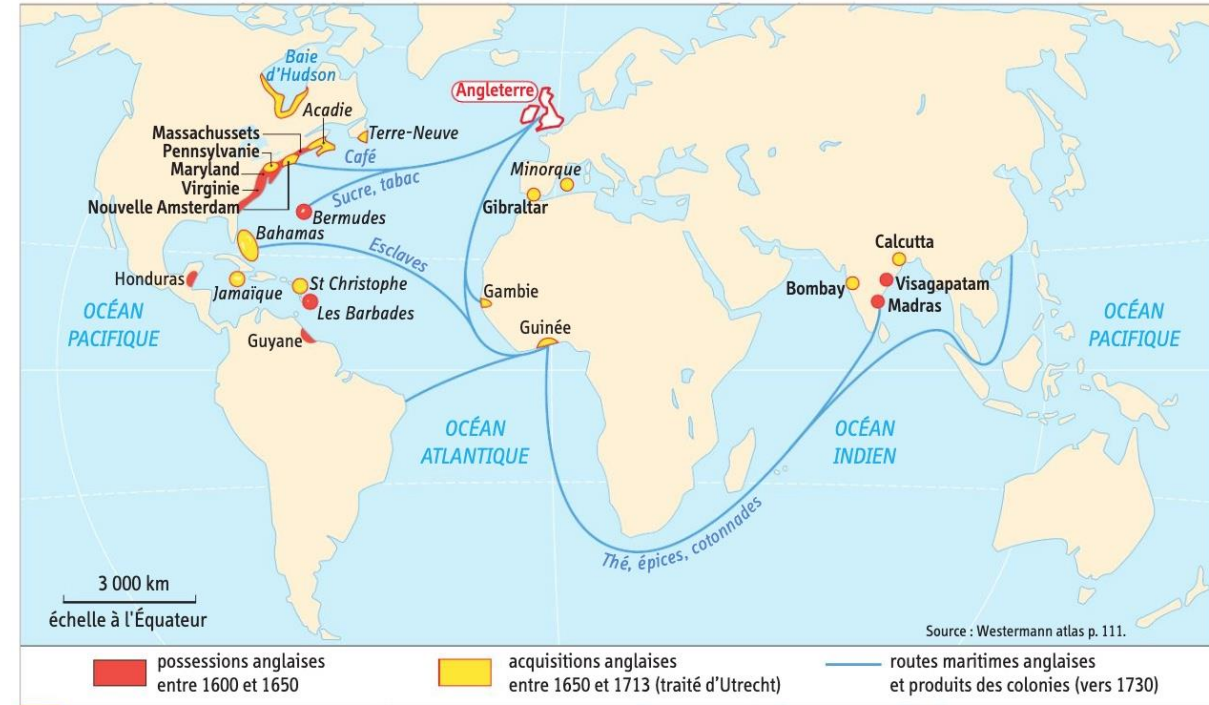 Baie
d'Hudson
Acadie
Angleterre
Terre-Neuve
Massachussets
Pennsylvanie
Maryland
Virginie
Nouvelle Amsterdam
Café
Sucre, tabac
Minorque
Gibraltar
Bermudes
Bahamas
Esclaves
Calcutta
Honduras
Jamaïque
St Christophe
Les Barbades
Gambie
Bombay
Visagapatam
Madras
OCÉAN
PACIFIQUE
Guyane
Guinée
OCÉAN
PACIFIQUE
OCÉAN
ATLANTIQUE
OCÉAN
INDIEN
Thé, épices, cotonnades
3 000 km
échelle à l'Équateur
Source : Westermann atlas p. 111.
possessions anglaises
entre 1600 et 1650
acquisitions anglaises
entre 1650 et 1713 (traité d'Utrecht)
routes maritimes anglaises
et produits des colonies (vers 1730)